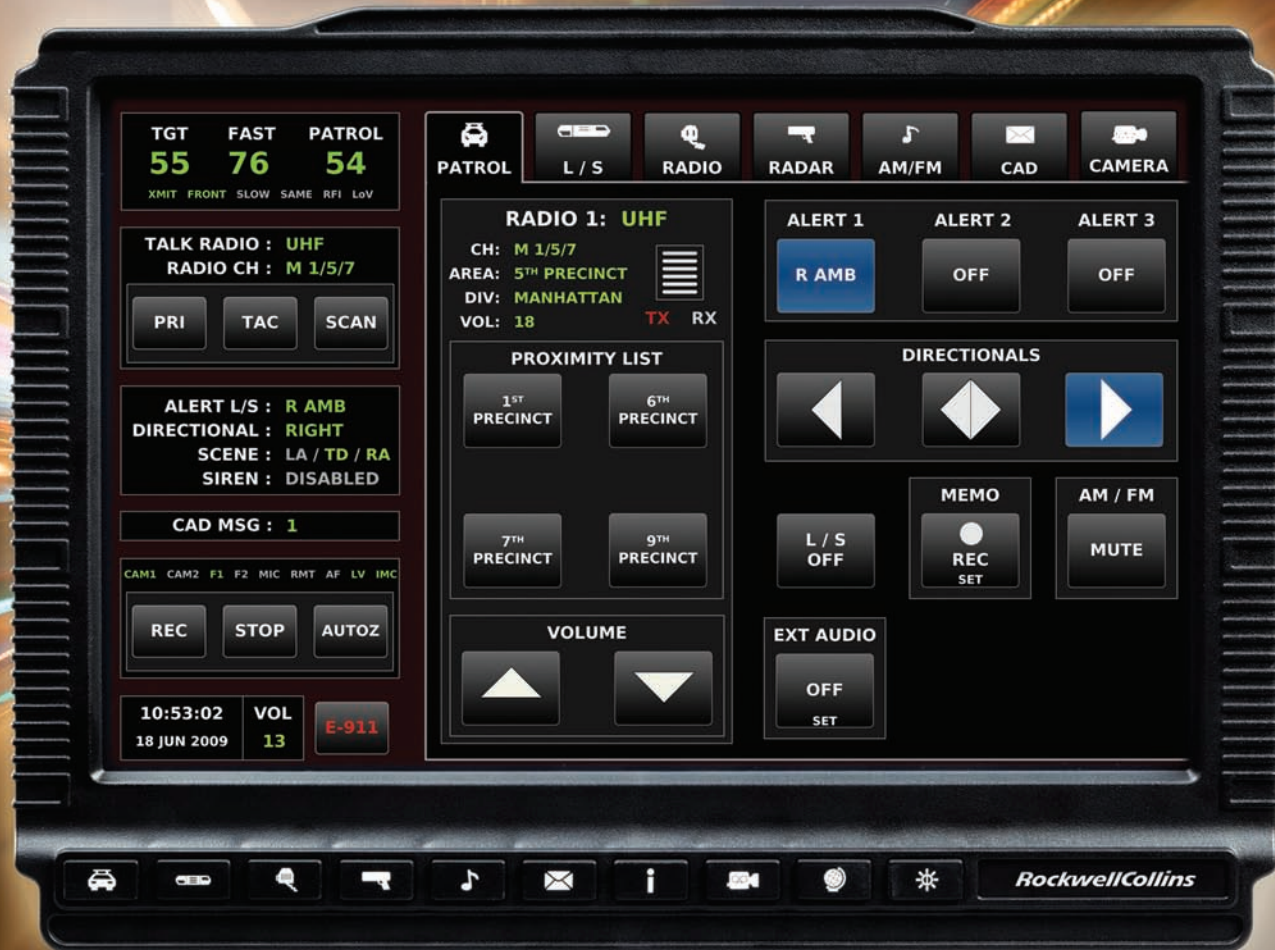 TGT FAST PATROL
55 76 54
XMIT FRONT SLOW SAME RFI LoV
TALK RADIO : UHF
RADIO CH : M 1/5/7
PRI TAC SCAN
ALERT L/S : R AMB
DIRECTIONAL : RIGHT
SCENE : LA / TD / RA
SIREN : DISABLED
CAD MSG : 1
CAM1 CAM2 F1 F2 MIC RMT AF LV IMC
REC STOP AUTOZ
10:53:02
18 JUN 2009
VOL
13
E-911
PATROL L / S RADIO RADAR AM/FM CAD CAMERA
RADIO 1: UHF
CH: M 1/5/7
AREA: 5TH PRECINCT
DIV: MANHATTAN
VOL: 18
TX RX
PROXIMITY LIST
1ST
PRECINCT
6TH
PRECINCT
7TH
PRECINCT
9TH
PRECINCT
VOLUME
ALERT 1 ALERT 2 ALERT 3
R AMB OFF OFF
DIRECTIONALS
L / S
OFF
MEMO
REC
SET
AM / FM
MUTE
EXT AUDIO
OFF
SET
RockwellCollins